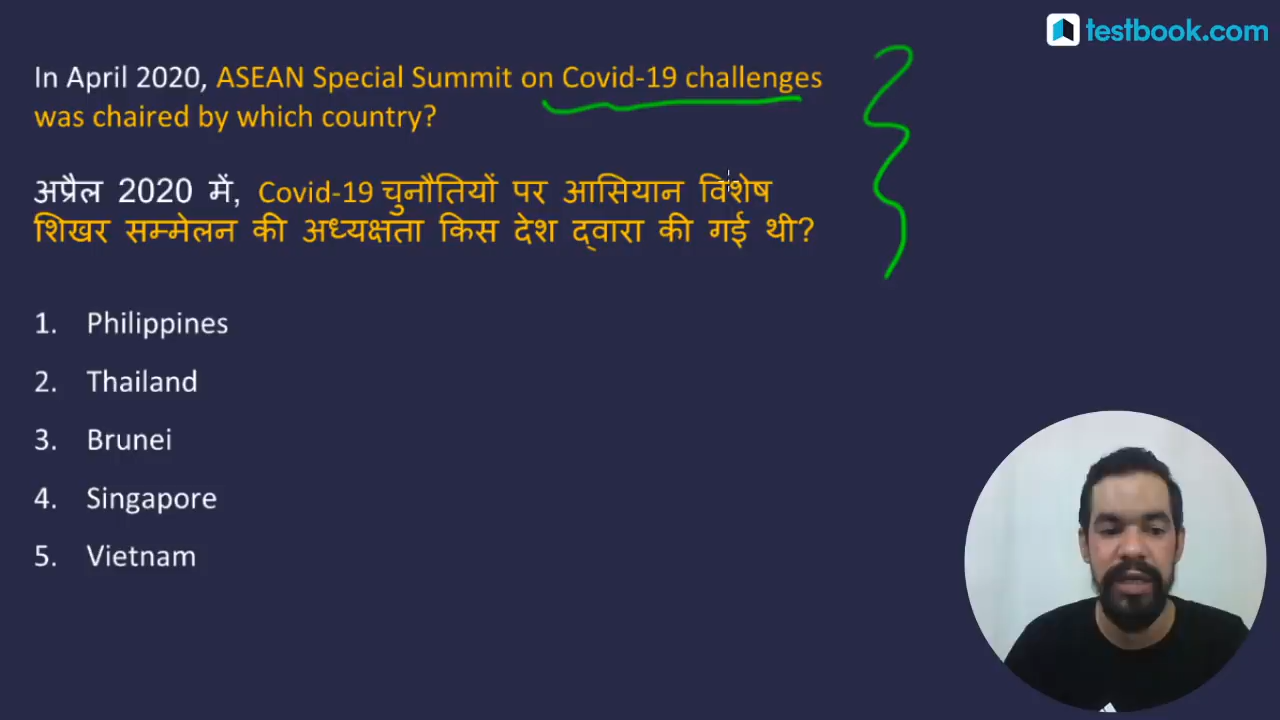 testbook.com
In April 2020, ASEAN Special Summit on Covid-19 challenges
was chaired by which country?
अप्रैल 2020 में, Covid-19 चुनौतियों पर आसियान विशेष
शिखर सम्मेलन की अध्यक्षता किस देश द्वारा की गई थी?
1. Philippines
2. Thailand
3. Brunei
4. Singapore
5. Vietnam